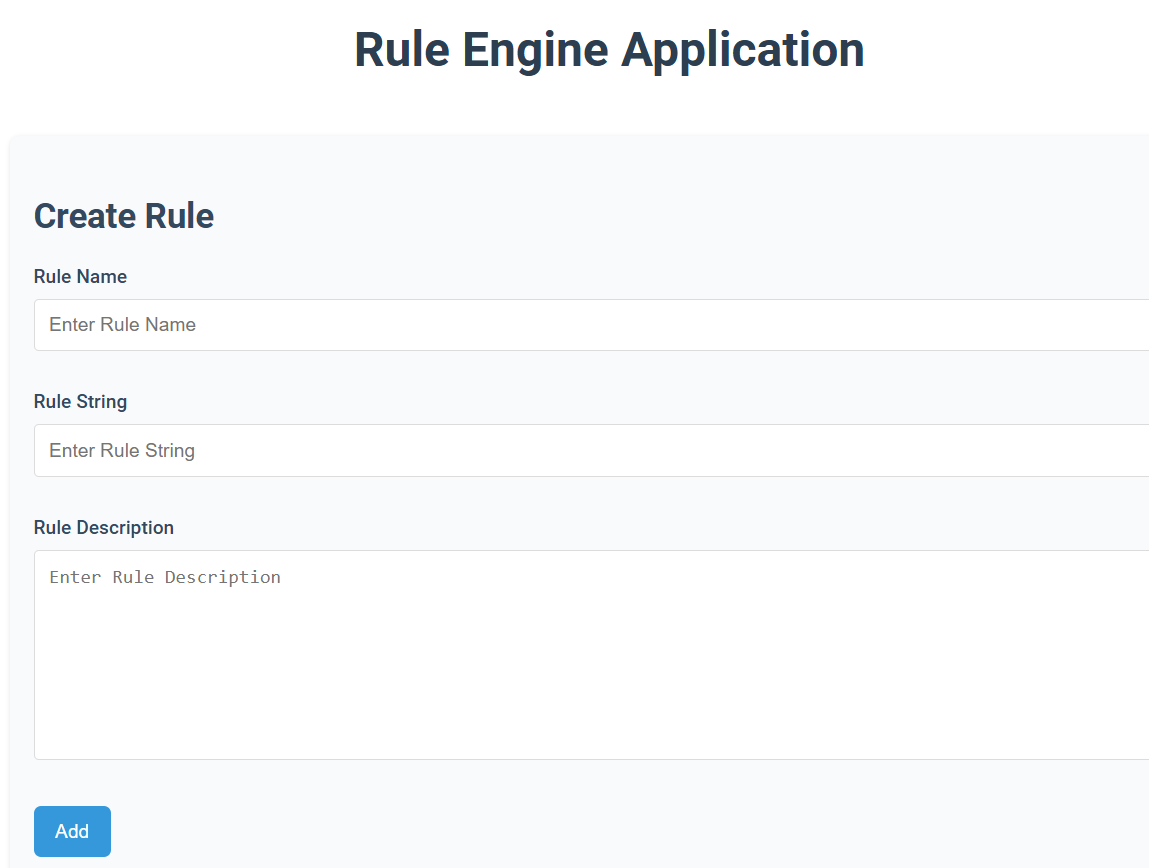 Rule Engine Application
Create Rule
Rule Name
Enter Rule Name
Rule String
Enter Rule String
Rule Description
Enter Rule Description
Add